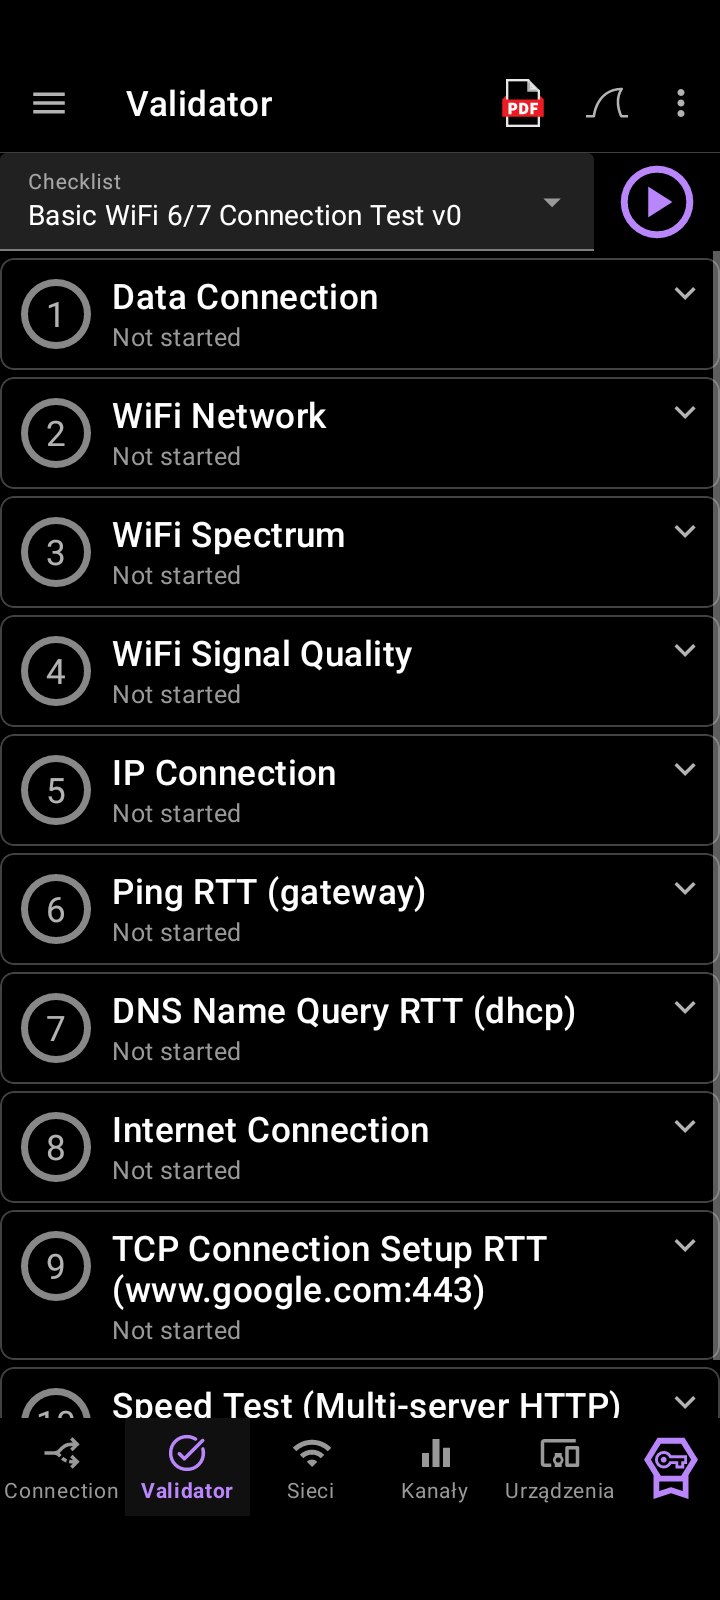 Validator
PDF
Checklist
Basic WiFi 6/7 Connection Test v0
1
Data Connection
Not started
2
WiFi Network
Not started
3
WiFi Spectrum
Not started
4
WiFi Signal Quality
Not started
5
IP Connection
Not started
6
Ping RTT (gateway)
Not started
7
DNS Name Query RTT (dhcp)
Not started
8
Internet Connection
Not started
9
TCP Connection Setup RTT
(www.google.com:443)
Not started
10
Speed Test (Multi-server HTTP)
Connection
Validator
Sieci
Kanały
Urządzenia